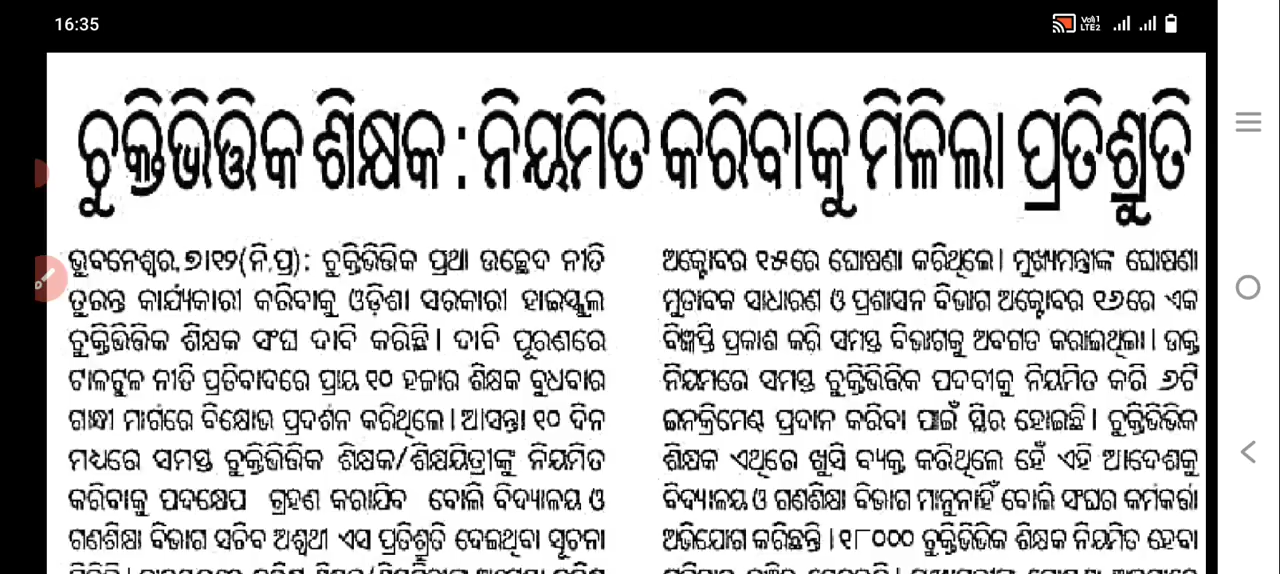 16:35
Vol) 1
LTE2
ଚୁକ୍ତିଭିତ୍ତିକ ଶିକ୍ଷକ : ନିୟମିତ କରିବାକୁ ମିଳିଲା ପ୍ରତିଶ୍ରୁତି
ଭୁବନେଶ୍ୱର,୭।୧୨(ନି.ପ୍ର): ଚୁକ୍ତିଭିତ୍ତିକ ପ୍ରଥା ଉଚ୍ଛେଦ ନୀତି
ତୁରନ୍ତ କାର୍ଯ୍ୟକାରୀ କରିବାକୁ ଓଡ଼ିଶା ସରକାରୀ ହାଇସ୍କୁଲ
ଚୁକ୍ତିଭିତ୍ତିକ ଶିକ୍ଷକ ସଂଘ ଦାବି କରିଛି। ଦାବି ପୂରଣରେ
ଟାଳଟୁଳ ନୀତି ପ୍ରତିବାଦରେ ପ୍ରାୟ ୧୦ ହଜାର ଶିକ୍ଷକ ବୁଧବାର
ଗାନ୍ଧୀ ମାର୍ଗରେ ବିକ୍ଷୋଭ ପ୍ରଦର୍ଶନ କରିଥିଲେ। ଆସନ୍ତା ୧୦ ଦିନ
ମଧ୍ୟରେ ସମସ୍ତ ଚୁକ୍ତିଭିତ୍ତିକ ଶିକ୍ଷକ/ଶିକ୍ଷୟିତ୍ରୀଙ୍କୁ ନିୟମିତ
କରିବାକୁ ପଦକ୍ଷେପ ଗ୍ରହଣ କରାଯିବ ବୋଲି ବିଦ୍ୟାଳୟ ଓ
ଗଣଶିକ୍ଷା ବିଭାଗ ସଚିବ ଅଶ୍ୱଥୀ ଏସ ପ୍ରତିଶ୍ରୁତି ଦେଇଥିବା ସୂଚନା
ଅକ୍ଟୋବର ୧୫ରେ ଘୋଷଣା କରିଥିଲେ। ମୁଖ୍ୟମନ୍ତ୍ରୀଙ୍କ ଘୋଷଣା
ମୁତାବକ ସାଧାରଣ ଓ ପ୍ରଶାସନ ବିଭାଗ ଅକ୍ଟୋବର ୧୬ରେ ଏକ
ବିଜ୍ଞପ୍ତି ପ୍ରକାଶ କରି ସମସ୍ତ ବିଭାଗକୁ ଅବଗତ କରାଇଥିଲା। ଉକ୍ତ
ନିୟମରେ ସମସ୍ତ ଚୁକ୍ତିଭିତ୍ତିକ ପଦବୀକୁ ନିୟମିତ କରି ୬ଟି
ଇନକ୍ରିମେଣ୍ଟ ପ୍ରଦାନ କରିବା ପାଇଁ ସ୍ଥିର ହୋଇଛି। ଚୁକ୍ତିଭିତ୍ତିକ
ଶିକ୍ଷକ ଏଥିରେ ଖୁସି ବ୍ୟକ୍ତ କରିଥିଲେ ହେଁ ଏହି ଆଦେଶକୁ
ବିଦ୍ୟାଳୟ ଓ ଗଣଶିକ୍ଷା ବିଭାଗ ମାନୁନାହିଁ ବୋଲି ସଂଘର କର୍ମକର୍ତ୍ତା
ଅଭିଯୋଗ କରିଛନ୍ତି। ୧୮୦୦୦ ଚୁକ୍ତିଭିତ୍ତିକ ଶିକ୍ଷକ ନିୟମିତ ହେବା